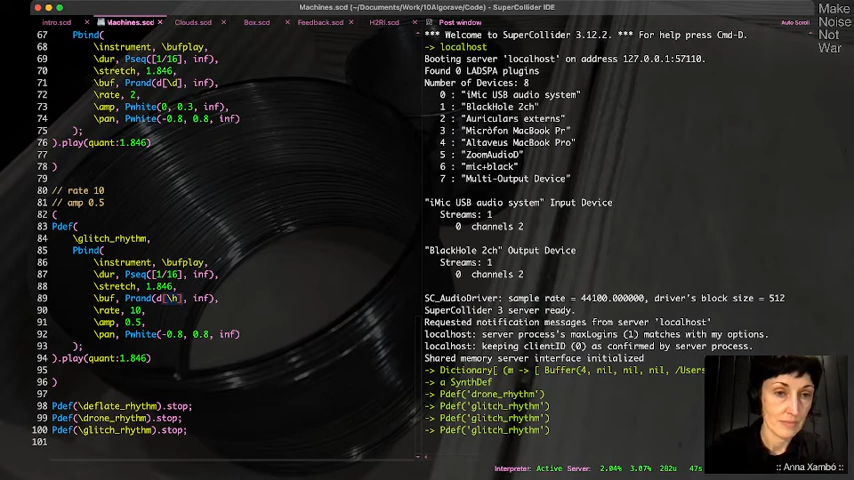 Machines.scd (~/Documents/Work/10Algorave/Code) - SuperCollider IDE
intro.scd
Machines.scd
Clouds.scd
Box.scd
Feedback.scd
H2Ri.scd
Post window
Auto Scroll
Make
Noise
Not
War
67 Pbind(
68 \instrument, \bufplay,
69 \dur, Pseq([1/16], inf),
70 \stretch, 1.846,
71 \buf, Prand(d[\d], inf),
72 \rate, 2,
73 \amp, Pwhite(0, 0.3, inf),
74 \pan, Pwhite(-0.8, 0.8, inf)
75 );
76 ).play(quant:1.846)
77
78 )
79
80 // rate 10
81 // amp 0.5
82 (
83 Pdef(
84 \glitch_rhythm,
85 Pbind(
86 \instrument, \bufplay,
87 \dur, Pseq([1/16], inf),
88 \stretch, 1.846,
89 \buf, Prand(d[\h], inf),
90 \rate, 10,
91 \amp, 0.5,
92 \pan, Pwhite(-0.8, 0.8, inf)
93 );
94 ).play(quant:1.846)
95
96 )
97
98 Pdef(\deflate_rhythm).stop;
99 Pdef(\drone_rhythm).stop;
100 Pdef(\glitch_rhythm).stop;
101
*** Welcome to SuperCollider 3.12.2. *** For help press Cmd-D.
-> localhost
Booting server 'localhost' on address 127.0.0.1:57110.
Found 0 LADSPA plugins
Number of Devices: 8
0 : "iMic USB audio system"
1 : "BlackHole 2ch"
2 : "Auriculars externs"
3 : "Micròfon MacBook Pr"
4 : "Altaveus MacBook Pro"
5 : "ZoomAudioD"
6 : "mic+black"
7 : "Multi-Output Device"
"iMic USB audio system" Input Device
Streams: 1
0 channels 2
"BlackHole 2ch" Output Device
Streams: 1
0 channels 2
SC_AudioDriver: sample rate = 44100.000000, driver's block size = 512
SuperCollider 3 server ready.
Requested notification messages from server 'localhost'
localhost: server process's maxLogins (1) matches with my options.
localhost: keeping clientID (0) as confirmed by server process.
Shared memory server interface initialized
-> Dictionary[ (m -> [ Buffer(4, nil, nil, nil, /Users
-> a SynthDef
-> Pdef('drone_rhythm')
-> Pdef('glitch_rhythm')
-> Pdef('glitch_rhythm')
-> Pdef('glitch_rhythm')
Interpreter: Active Server: 2.04% 3.07% 282u 47s
:: Anna Xambó ::